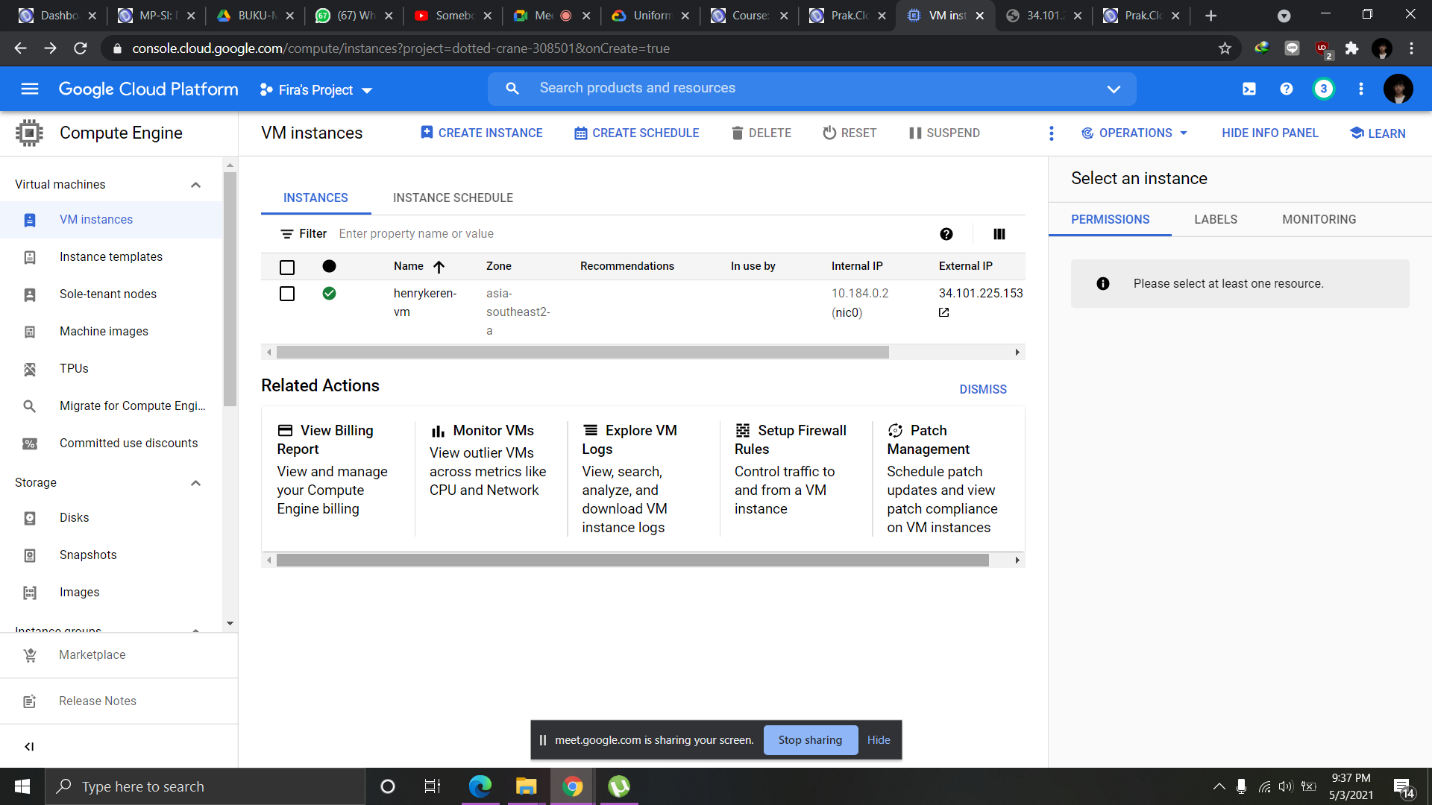 Dashbo
MP-SI: D
BUKU-M
(67) Wh
Someb
Mee
Uniform
Course:
Prak.Clo
VM inst
34.101.2
Prak.Clo
console.cloud.google.com/compute/instances?project=dotted-crane-308501&onCreate=true
Google Cloud Platform
Fira's Project
Search products and resources
3
Compute Engine
VM instances
CREATE INSTANCE
CREATE SCHEDULE
DELETE
RESET
SUSPEND
OPERATIONS
HIDE INFO PANEL
LEARN
Virtual machines
VM instances
Instance templates
Sole-tenant nodes
Machine images
TPUs
Migrate for Compute Engi...
Committed use discounts
Storage
Disks
Snapshots
Images
Instance groups
Marketplace
Release Notes
INSTANCES
INSTANCE SCHEDULE
Filter Enter property name or value
Name Zone Recommendations In use by Internal IP External IP
henrykeren-
vm
asia-
southeast2-
a
10.184.0.2
(nic0)
34.101.225.153
Related Actions
DISMISS
View Billing
Report
View and manage
your Compute
Engine billing
Monitor VMs
View outlier VMs
across metrics like
CPU and Network
Explore VM
Logs
View, search,
analyze, and
download VM
instance logs
Setup Firewall
Rules
Control traffic to
and from a VM
instance
Patch
Management
Schedule patch
updates and view
patch compliance
on VM instances
Select an instance
PERMISSIONS
LABELS
MONITORING
Please select at least one resource.
meet.google.com is sharing your screen.
Stop sharing
Hide
Type here to search
9:37 PM
5/3/2021
14